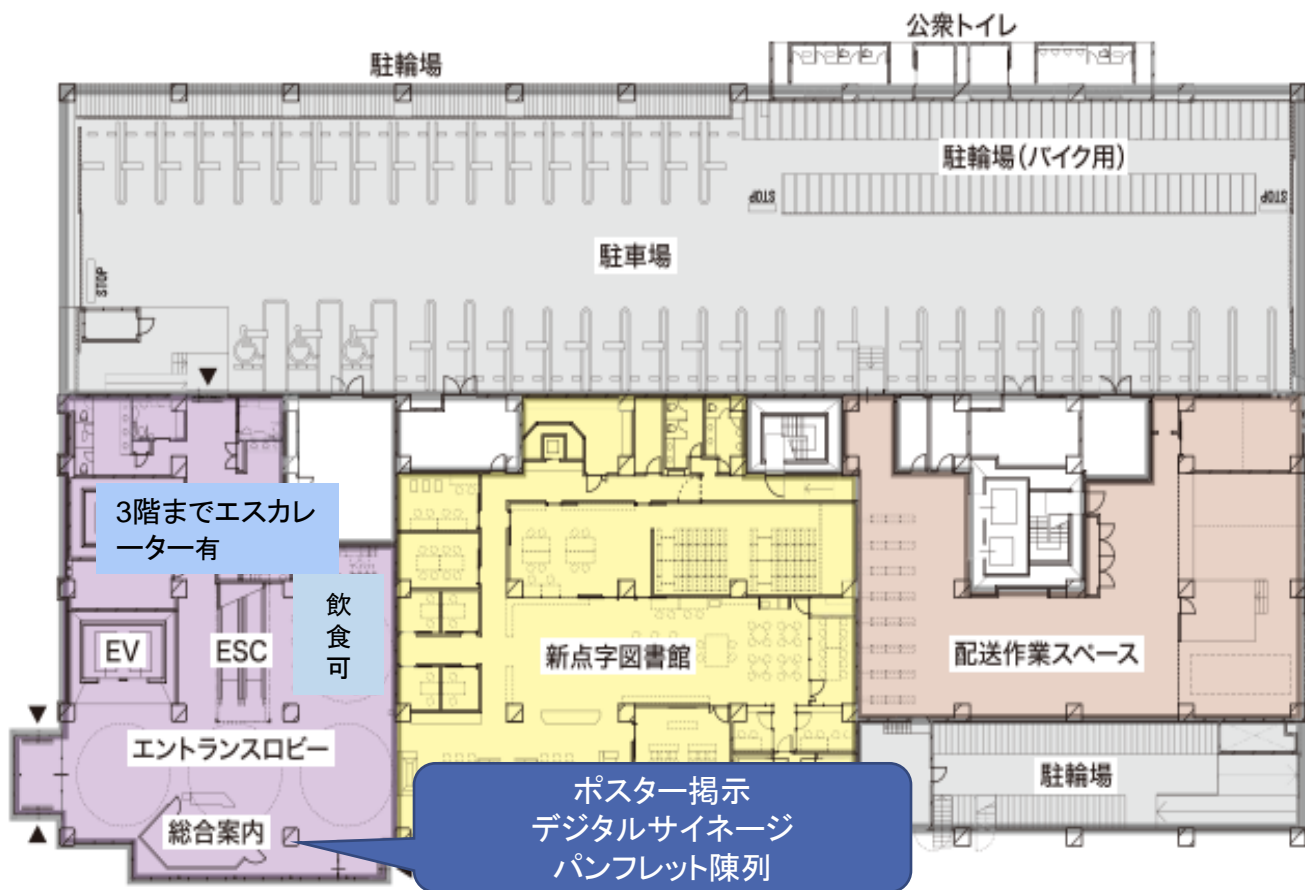 公衆トイレ
駐輪場
駐輪場(バイク用)
STOP
STOP
駐車場
STOP
3階までエスカレ
ーター有
飲
食
可
EV
ESC
新点字図書館
配送作業スペース
エントランスロビー
駐輪場
総合案内
ポスター掲示
デジタルサイネージ
パンフレット陳列